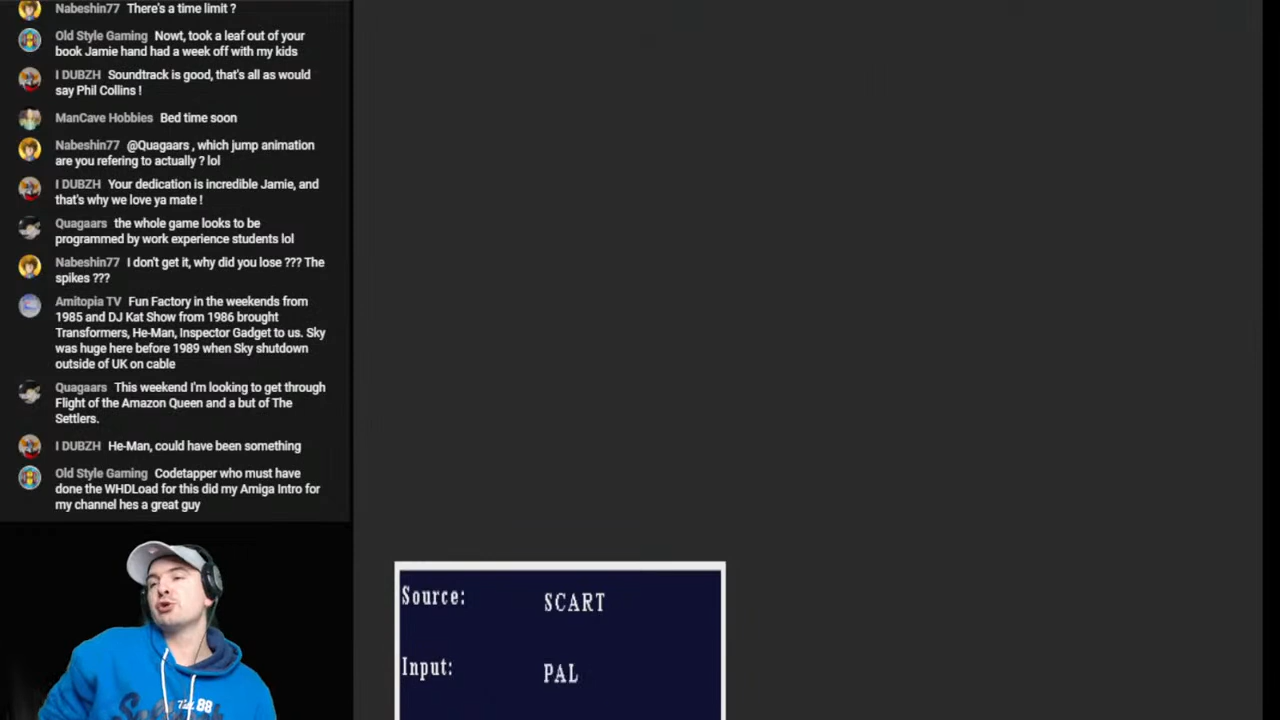 Nabeshin77 There's a time limit ?
Old Style Gaming Nowt, took a leaf out of your
book Jamie hand had a week off with my kids
I DUBZH Soundtrack is good, that's all as would
say Phil Collins !
ManCave Hobbies Bed time soon
Nabeshin77 @Quagaars , which jump animation
are you refering to actually ? lol
I DUBZH Your dedication is incredible Jamie, and
that's why we love ya mate !
Quagaars the whole game looks to be
programmed by work experience students lol
Nabeshin77 I don't get it, why did you lose ??? The
spikes ???
Amitopia TV Fun Factory in the weekends from
1985 and DJ Kat Show from 1986 brought
Transformers, He-Man, Inspector Gadget to us. Sky
was huge here before 1989 when Sky shutdown
outside of UK on cable
Quagaars This weekend I'm looking to get through
Flight of the Amazon Queen and a but of The
Settlers.
I DUBZH He-Man, could have been something
Old Style Gaming Codetapper who must have
done the WHDLoad for this did my Amiga Intro for
my channel hes a great guy
Source: SCART
Input: PAL
88